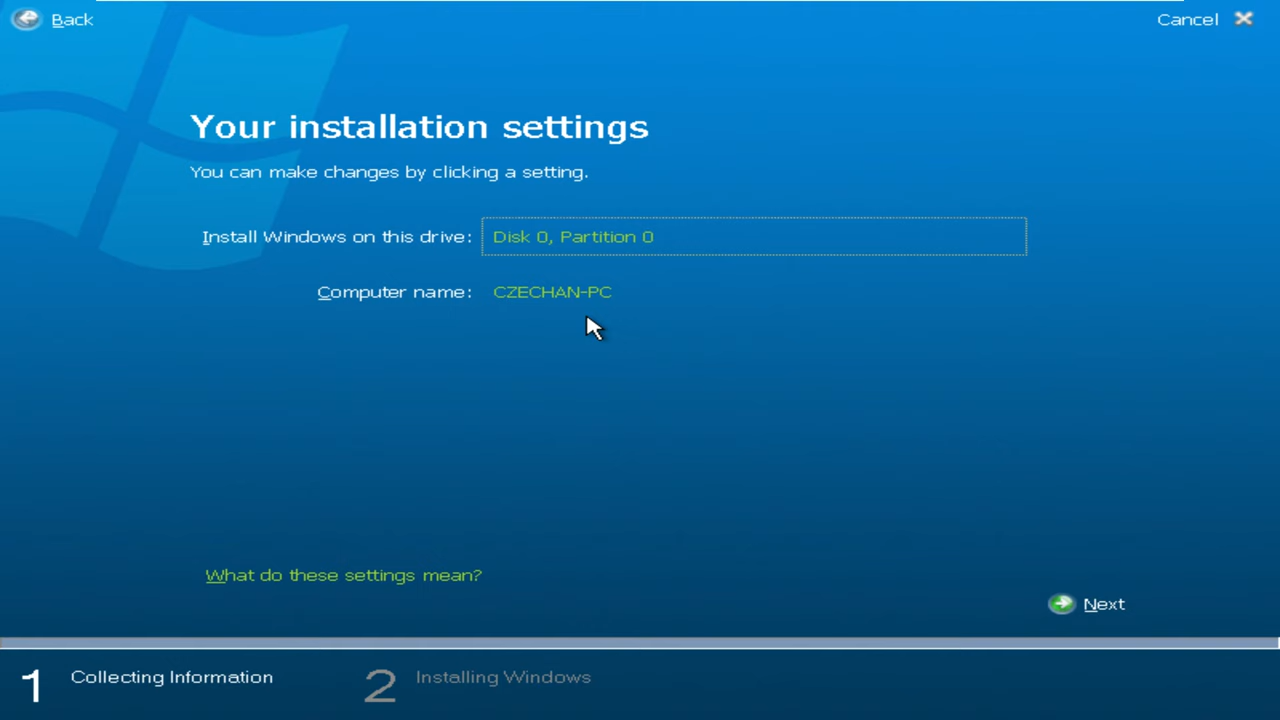 Back
Cancel
Your installation settings
You can make changes by clicking a setting.
Install Windows on this drive: Disk 0, Partition 0
Computer name: CZECHAN-PC
What do these settings mean?
Next
1 Collecting Information 2 Installing Windows